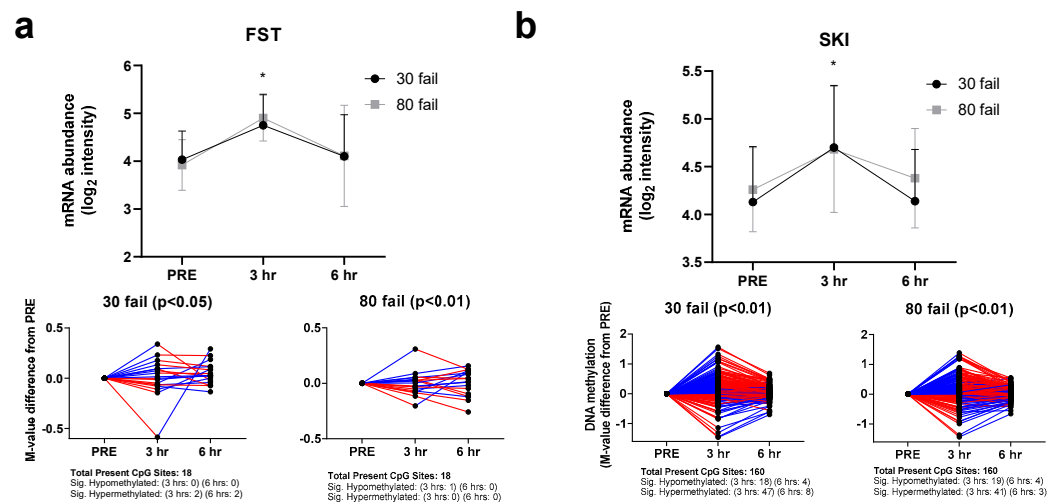 a
FST
mRNA abundance
(log2 intensity)
6
5
4
3
2
*
30 fail
80 fail
PRE
3 hr
6 hr
30 fail (p<0.05)
M-value difference from PRE
0.5
0.0
-0.5
PRE
3 hr
6 hr
Total Present CpG Sites: 18
Sig. Hypomethylated: (3 hrs: 0) (6 hrs: 0)
Sig. Hypermethylated: (3 hrs: 2) (6 hrs: 2)
80 fail (p<0.01)
0.5
0.0
-0.5
PRE
3 hr
6 hr
Total Present CpG Sites: 18
Sig. Hypomethylated: (3 hrs: 1) (6 hrs: 0)
Sig. Hypermethylated: (3 hrs: 0) (6 hrs: 0)
b
SKI
mRNA abundance
(log2 intensity)
5.5
5.0
4.5
4.0
3.5
*
30 fail
80 fail
PRE
3 hr
6 hr
30 fail (p<0.01)
DNA methylation
(M-value difference from PRE)
2
1
0
-1
PRE
3 hr
6 hr
Total Present CpG Sites: 160
Sig. Hypomethylated: (3 hrs: 18) (6 hrs: 4)
Sig. Hypermethylated: (3 hrs: 47) (6 hrs: 8)
80 fail (p<0.01)
2
1
0
-1
PRE
3 hr
6 hr
Total Present CpG Sites: 160
Sig. Hypomethylated: (3 hrs: 19) (6 hrs: 4)
Sig. Hypermethylated: (3 hrs: 41) (6 hrs: 3)